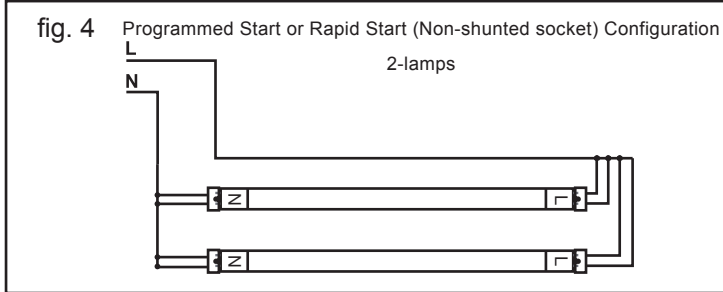 fig. 4 Programmed Start or Rapid Start (Non-shunted socket) Configuration
L
2-lamps
N
N L
N L